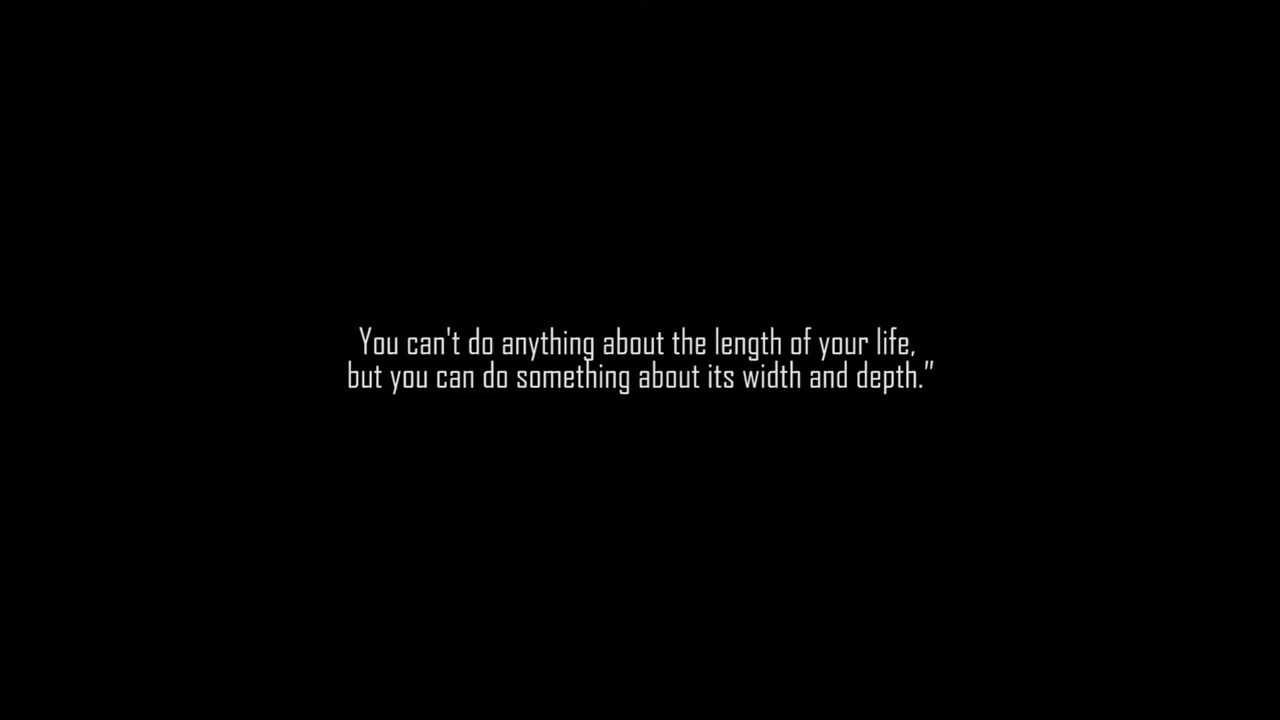 You can't do anything about the length of your life,
but you can do something about its width and depth.”